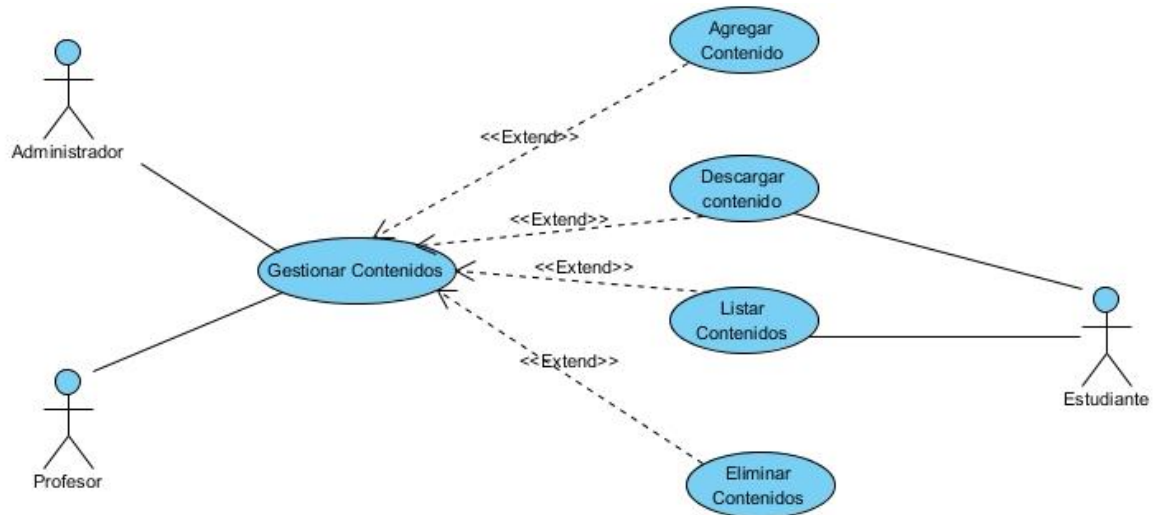 Agregar
Contenido
Administrador
<<Extend>>
Descargar
contenido
<<Extend>>
Gestionar Contenidos
<<Extend>>
Listar
Contenidos
Estudiante
<<Extend>>
Profesor
Eliminar
Contenidos